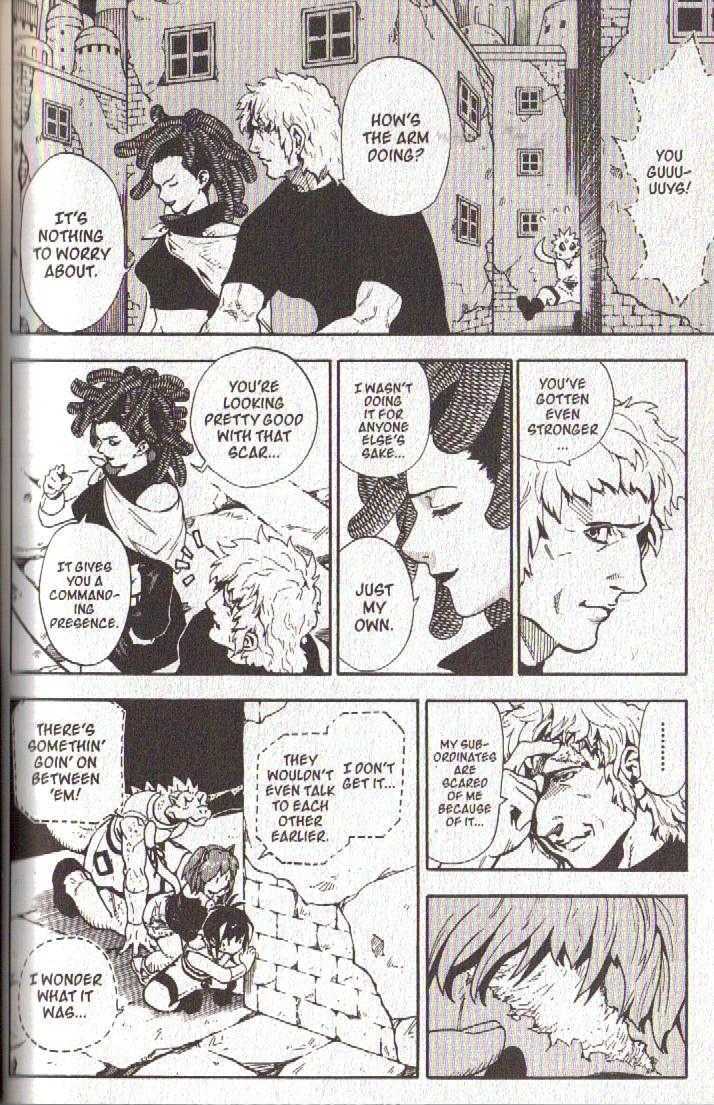 YOU
GUUU-
UUYS!
HOW'S
THE ARM
DOING?
IT'S
NOTHING
TO WORRY
ABOUT.
YOU'VE
GOTTEN
EVEN
STRONGER
...
I WASN'T
DOING
IT FOR
ANYONE
ELSE'S
SAKE...
JUST
MY
OWN.
YOU'RE
LOOKING
PRETTY GOOD
WITH THAT
SCAR...
IT GIVES
YOU A
COMMAND-
ING
PRESENCE.
.........
MY SUB-
ORDINATES
ARE
SCARED
OF ME
BECAUSE
OF IT...
I DON'T
GET IT...
THEY
WOULDN'T
EVEN TALK
TO EACH
OTHER
EARLIER.
THERE'S
SOMETHIN'
GOIN' ON
BETWEEN
'EM!
I WONDER
WHAT IT
WAS...